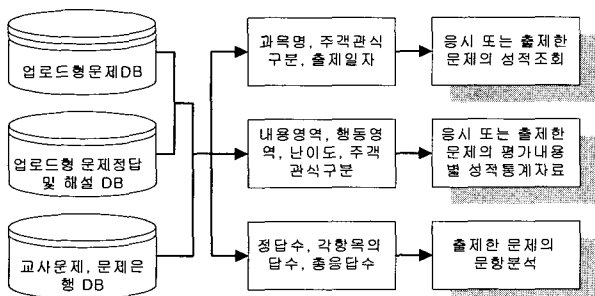 업로드형문제DB
과목명, 주객관식
구분, 출제일자
응시 또는 출제한
문제의 성적조회
업로드형 문제정답
및 해설 DB
내용영역, 행동영
역, 난이도, 주객
관식구분
응시 또는 출제한
문제의 평가내용
별 성적통계자료
교사문제, 문제은
행 DB
정답수, 각항목의
답수, 총응답수
출제한 문제의
문항분석